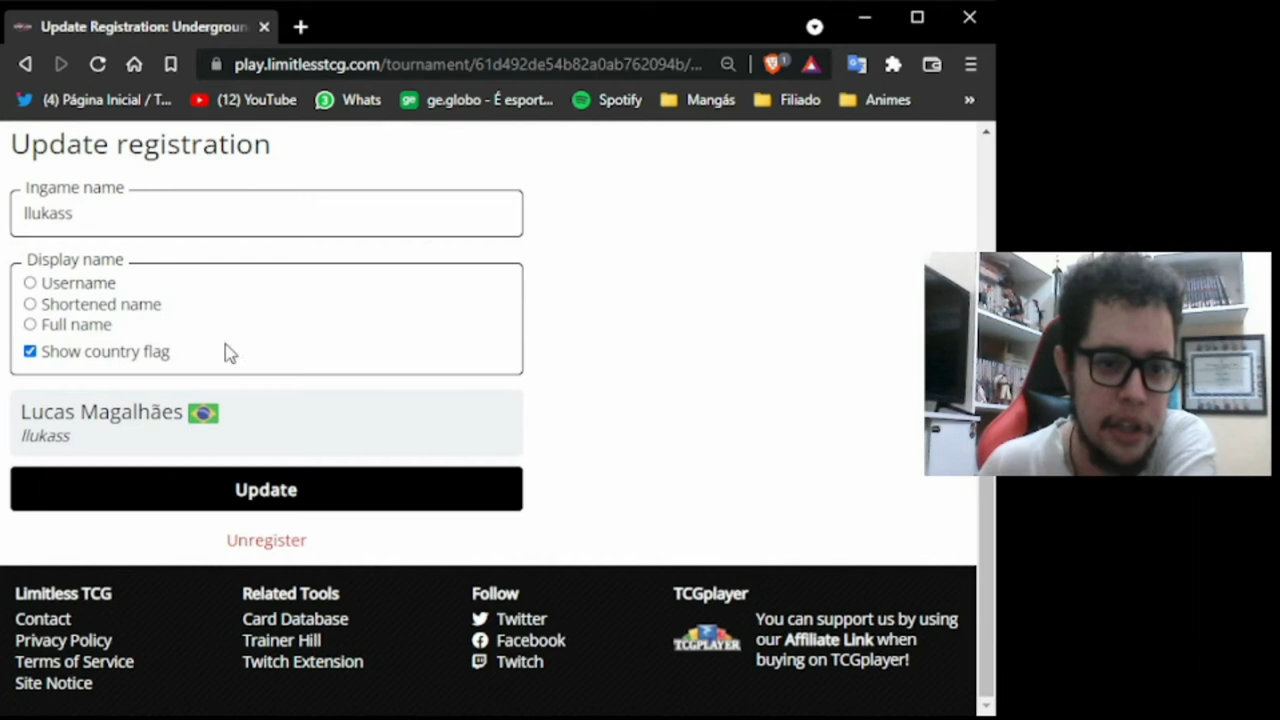 Update Registration: Undergroun
play.limitlesstcg.com/tournament/61d492de54b82a0ab762094b/...
(4) Página Inicial / T...
(12) YouTube
Whats
ge.globo - É esport...
Spotify
Mangás
Filiado
Animes
»
Update registration
Ingame name
llukass
Display name
Username
Shortened name
Full name
Show country flag
Lucas Magalhães
llukass
Update
Unregister
Limitless TCG
Contact
Privacy Policy
Terms of Service
Site Notice
Related Tools
Card Database
Trainer Hill
Twitch Extension
Follow
Twitter
Facebook
Twitch
TCGplayer
TCGPLAYER
You can support us by using
our Affiliate Link when
buying on TCGplayer!